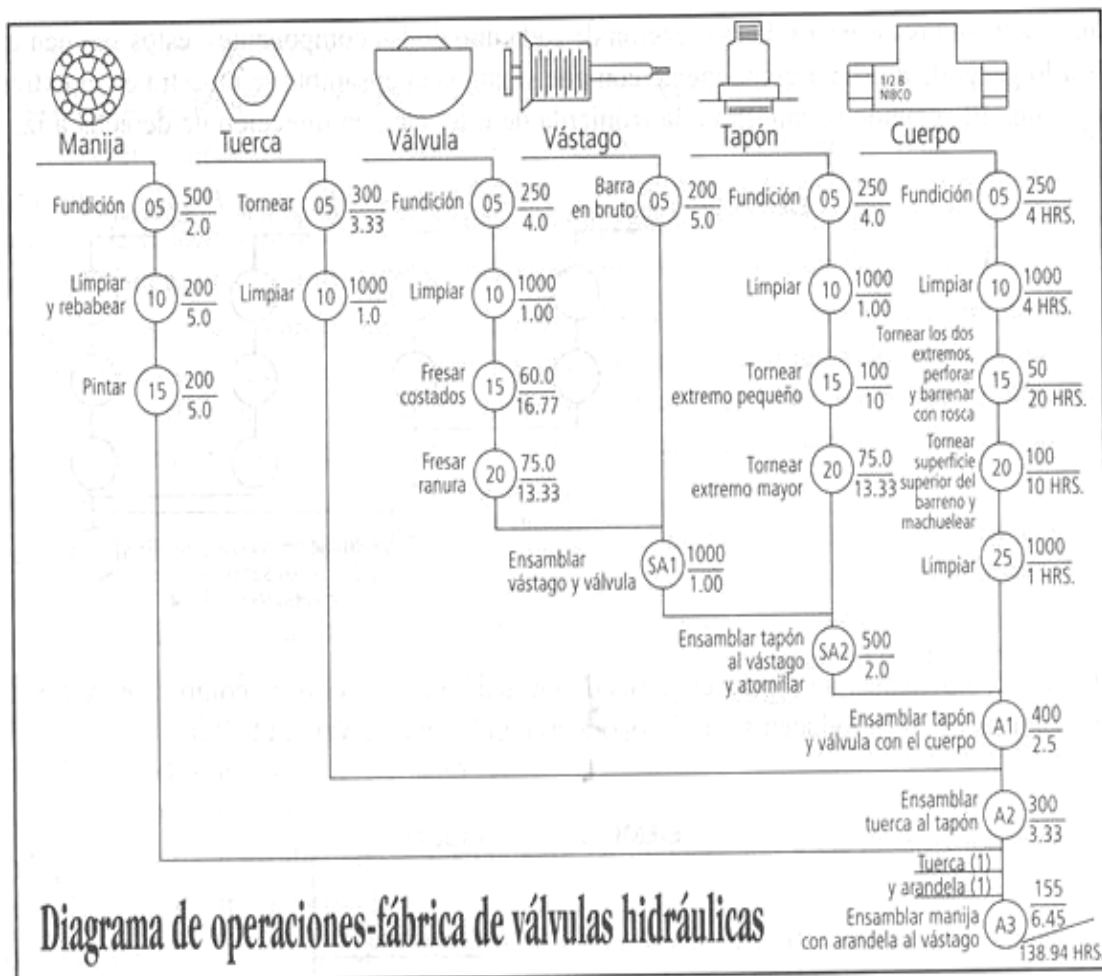 1/2 B
NIBCO
Manija
Tuerca
Válvula
Vástago
Tapón
Cuerpo
Fundición 05 500 2.0
Tornear 05 300 3.33
Fundición 05 250 4.0
Barra en bruto 05 200 5.0
Fundición 05 250 4.0
Fundición 05 250 4 HRS.
Limpiar y rebabear 10 200 5.0
Limpiar 10 1000 1.0
Limpiar 10 1000 1.00
Limpiar 10 1000 1.00
Limpiar 10 1000 4 HRS.
Pintar 15 200 5.0
Fresar costados 15 60.0 16.77
Tornear extremo pequeño 15 100 10
Tornear los dos extremos, perforar y barrenar con rosca 15 50 20 HRS.
Fresar ranura 20 75.0 13.33
Tornear extremo mayor 20 75.0 13.33
Tornear superficie superior del barreno y machuelear 20 100 10 HRS.
Ensamblar vástago y válvula SA1 1000 1.00
Limpiar 25 1000 1 HRS.
Ensamblar tapón al vástago y atornillar SA2 500 2.0
Ensamblar tapón y válvula con el cuerpo A1 400 2.5
Ensamblar tuerca al tapón A2 300 3.33
Tuerca (1)
y arandela (1)
Ensamblar manija con arandela al vástago A3 155 6.45
138.94 HRS.
Diagrama de operaciones-fábrica de válvulas hidráulicas